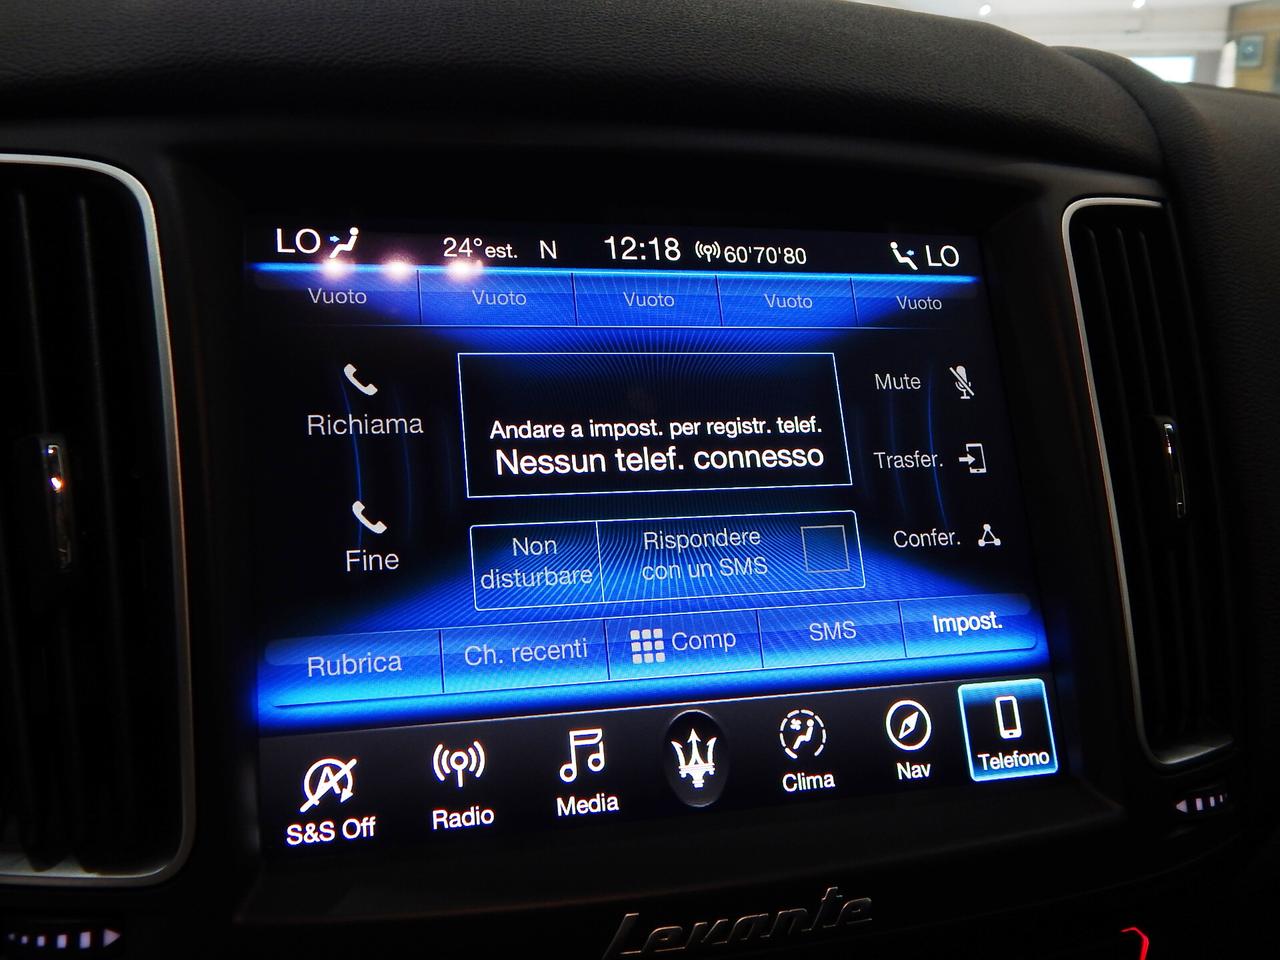 LO 24°est. N 12:18 60'70'80 LO
Vuoto Vuoto Vuoto Vuoto Vuoto
Richiama
Andare a impost. per registr. telef.
Nessun telef. connesso
Mute
Trasfer.
Confer.
Fine
Non
disturbare
Rispondere
con un SMS
Rubrica Ch. recenti Comp SMS Impost.
S&S Off Radio Media Clima Nav Telefono
Levante